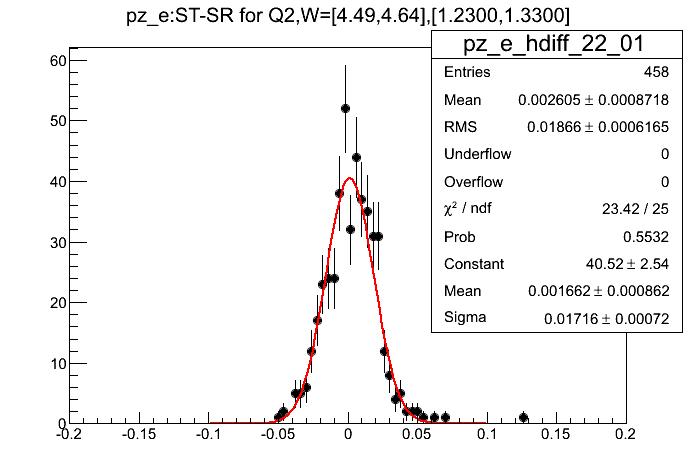 pz_e:ST-SR for Q2,W=[4.49,4.64],[1.2300,1.3300]
pz_e_hdiff_22_01
Entries 458
Mean 0.002605 ± 0.0008718
RMS 0.01866 ± 0.0006165
Underflow 0
Overflow 0
χ² / ndf 23.42 / 25
Prob 0.5532
Constant 40.52 ± 2.54
Mean 0.001662 ± 0.000862
Sigma 0.01716 ± 0.00072
60
50
40
30
20
10
0
-0.2 -0.15 -0.1 -0.05 0 0.05 0.1 0.15 0.2